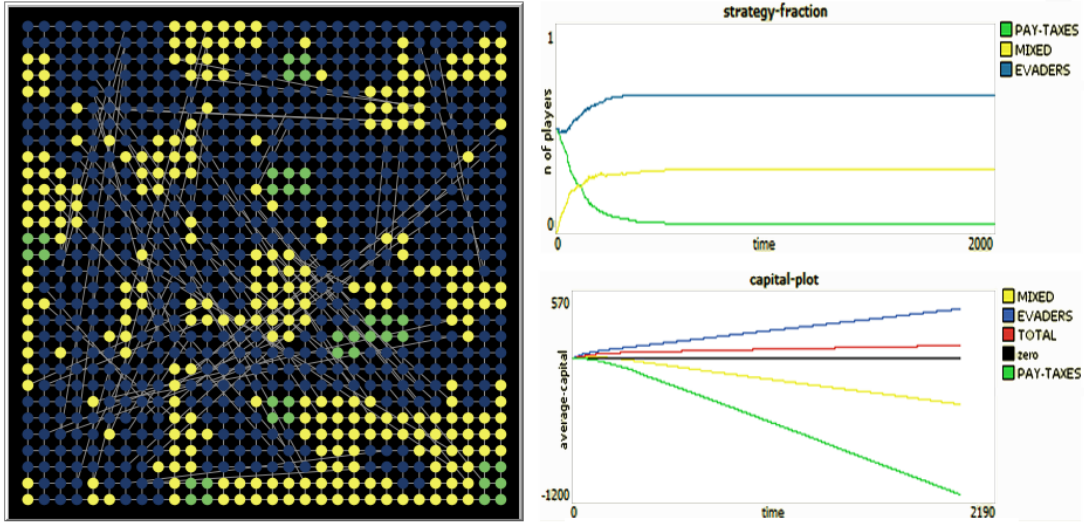 strategy-fraction
1
n of players
0
0
time
2000
PAY-TAXES
MIXED
EVADERS
capital-plot
570
average-capital
-1200
0
time
2190
MIXED
EVADERS
TOTAL
zero
PAY-TAXES